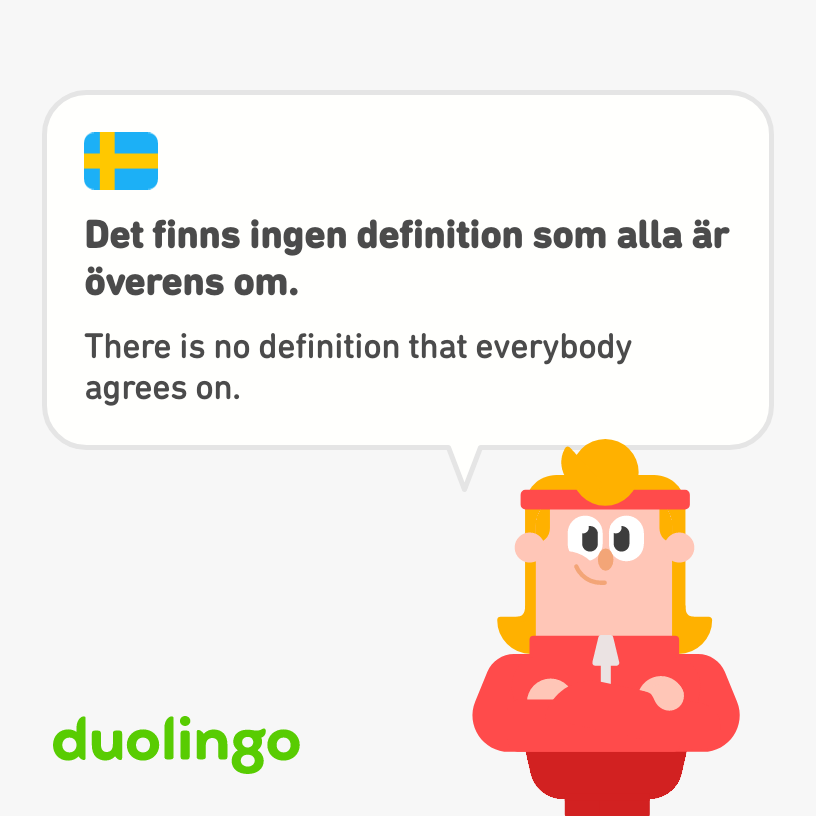 Det finns ingen definition som alla är
överens om.
There is no definition that everybody
agrees on.
duolingo